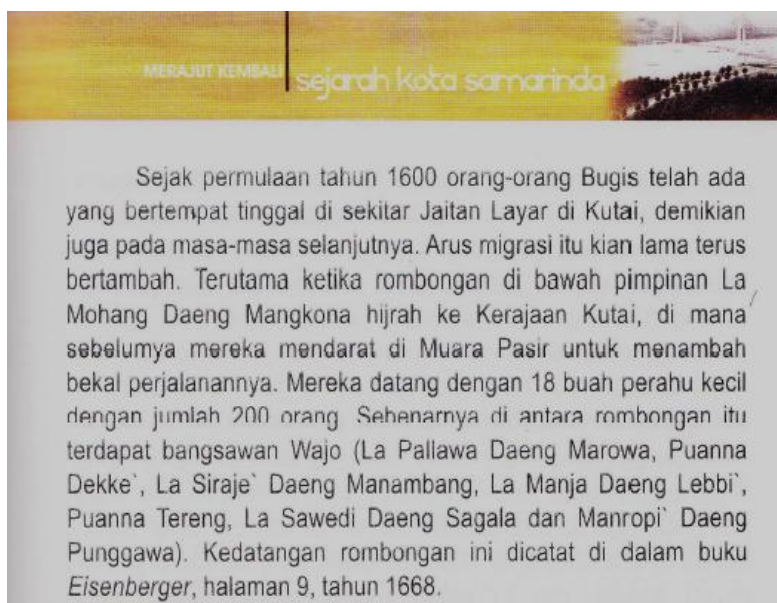 MERAJUT KEMBALI sejarah kota samarinda
Sejak permulaan tahun 1600 orang-orang Bugis telah ada
yang bertempat tinggal di sekitar Jaitan Layar di Kutai, demikian
juga pada masa-masa selanjutnya. Arus migrasi itu kian lama terus
bertambah. Terutama ketika rombongan di bawah pimpinan La
Mohang Daeng Mangkona hijrah ke Kerajaan Kutai, di mana
sebelumya mereka mendarat di Muara Pasir untuk menambah
bekal perjalanannya. Mereka datang dengan 18 buah perahu kecil
dengan jumlah 200 orang Sebenarnya di antara rombongan itu
terdapat bangsawan Wajo (La Pallawa Daeng Marowa, Puanna
Dekke`, La Siraje` Daeng Manambang, La Manja Daeng Lebbi`,
Puanna Tereng, La Sawedi Daeng Sagala dan Manropi` Daeng
Punggawa). Kedatangan rombongan ini dicatat di dalam buku
Eisenberger, halaman 9, tahun 1668.